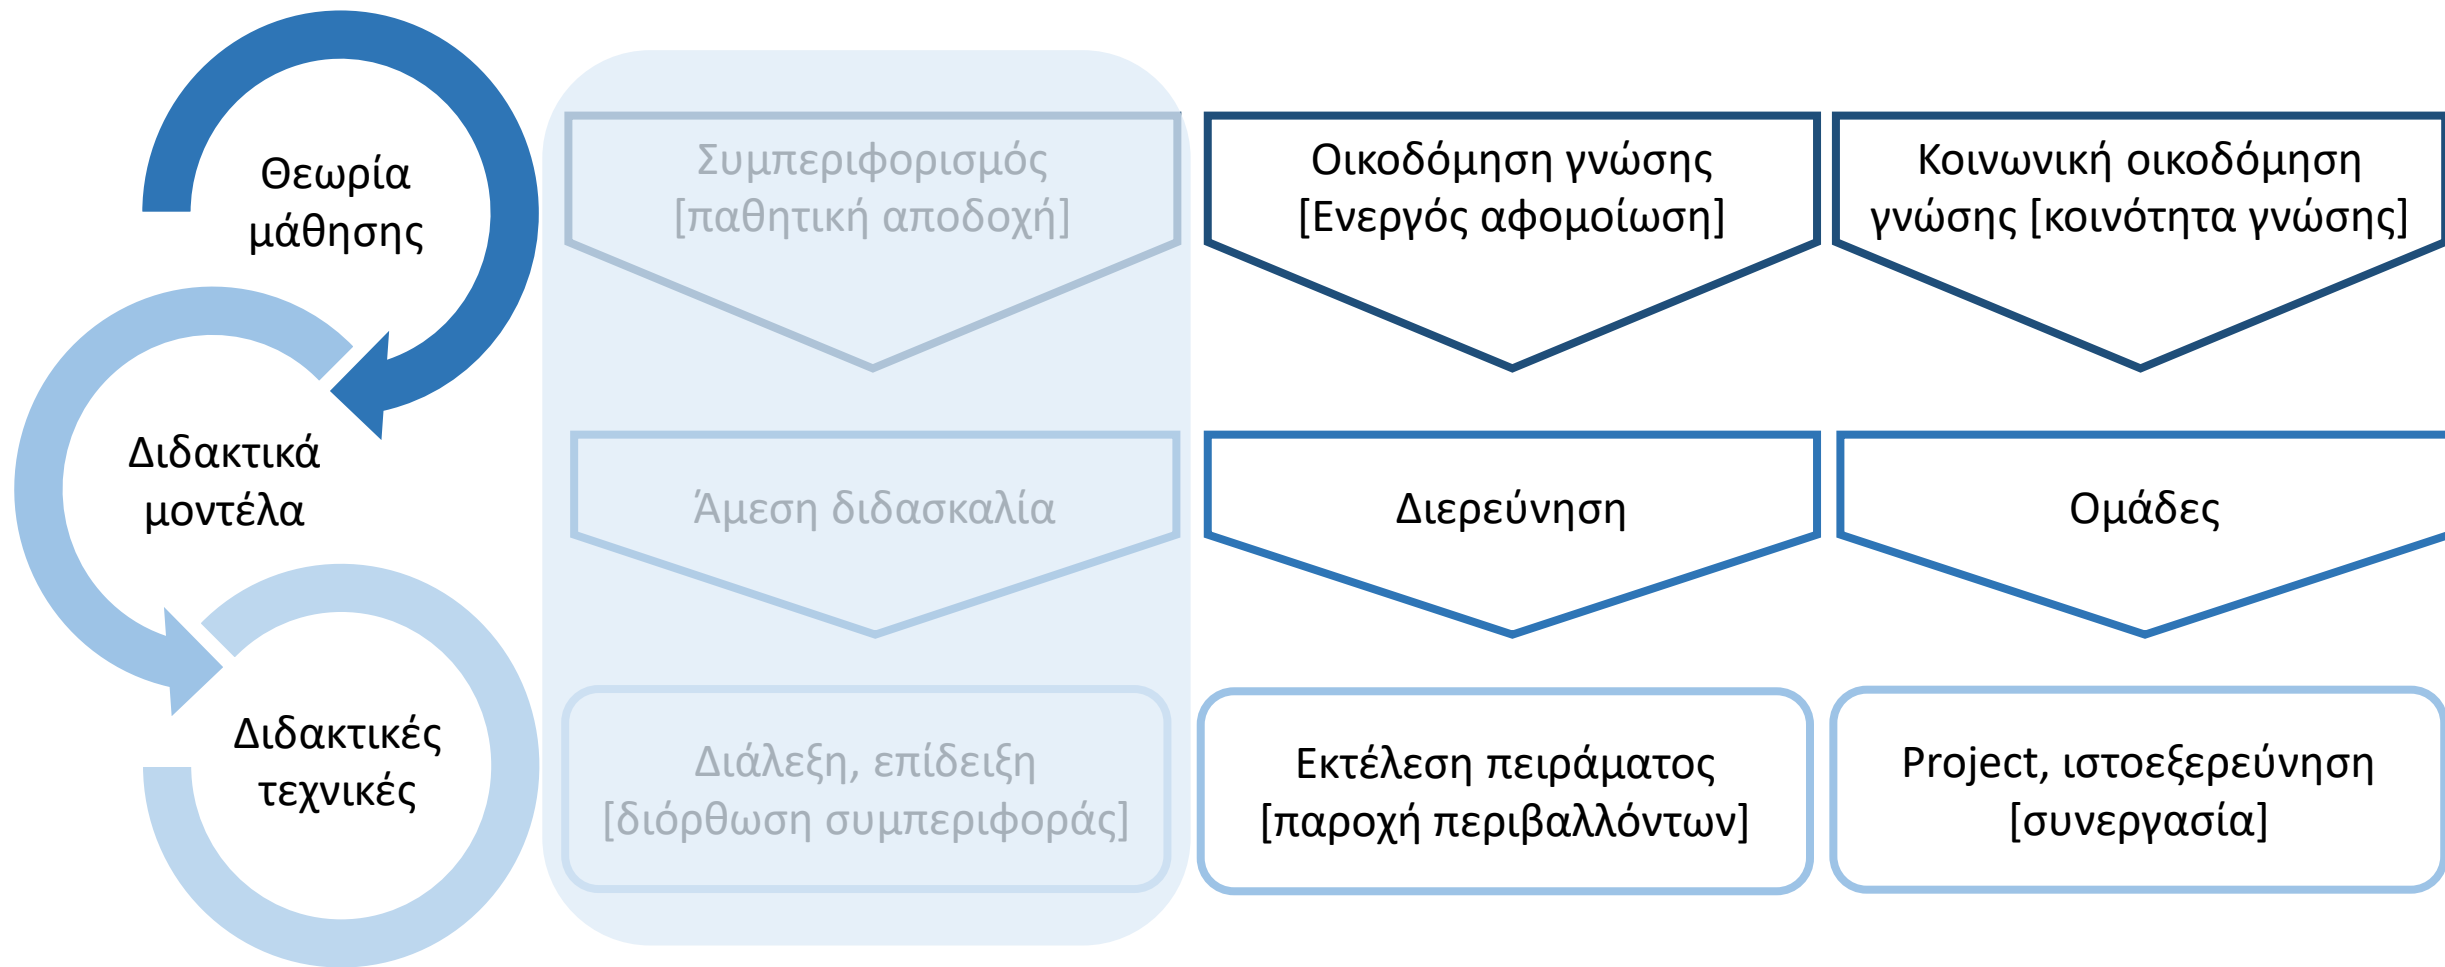 Θεωρία
μάθησης
Συμπεριφορισμός
[παθητική αποδοχή]
Οικοδόμηση γνώσης
[Ενεργός αφομοίωση]
Κοινωνική οικοδόμηση
γνώσης [κοινότητα γνώσης]
Διδακτικά
μοντέλα
Άμεση διδασκαλία
Διερεύνηση
Ομάδες
Διδακτικές
τεχνικές
Διάλεξη, επίδειξη
[διόρθωση συμπεριφοράς]
Εκτέλεση πειράματος
[παροχή περιβαλλόντων]
Project, ιστοεξερεύνηση
[συνεργασία]